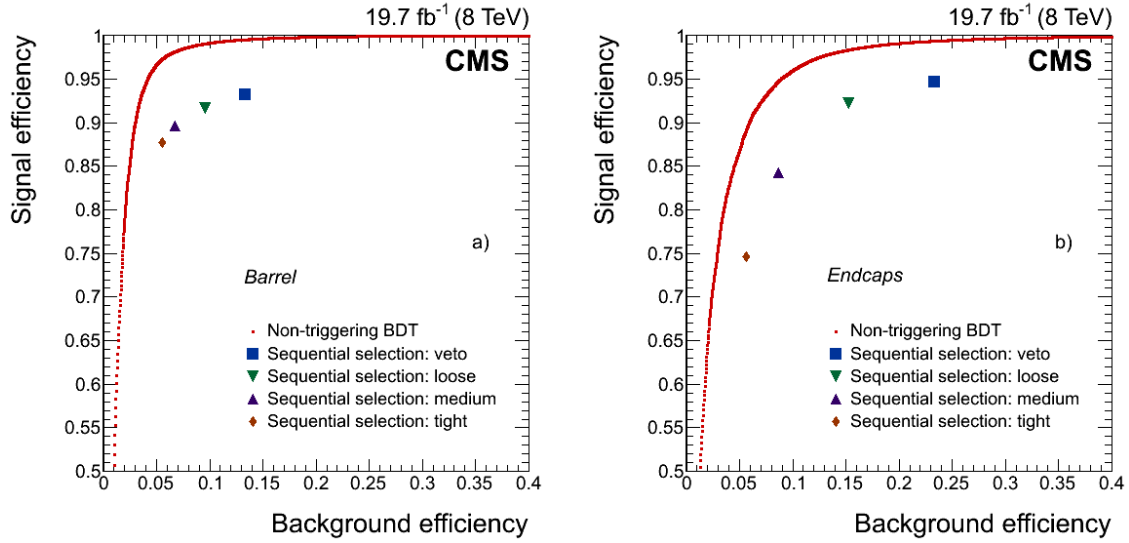 19.7 fb⁻¹ (8 TeV)
Signal efficiency
1
0.95
0.9
0.85
0.8
0.75
0.7
0.65
0.6
0.55
0.5
CMS
a)
Barrel
Non-triggering BDT
Sequential selection: veto
Sequential selection: loose
Sequential selection: medium
Sequential selection: tight
0 0.05 0.1 0.15 0.2 0.25 0.3 0.35 0.4
Background efficiency
19.7 fb⁻¹ (8 TeV)
Signal efficiency
1
0.95
0.9
0.85
0.8
0.75
0.7
0.65
0.6
0.55
0.5
CMS
b)
Endcaps
Non-triggering BDT
Sequential selection: veto
Sequential selection: loose
Sequential selection: medium
Sequential selection: tight
0 0.05 0.1 0.15 0.2 0.25 0.3 0.35 0.4
Background efficiency